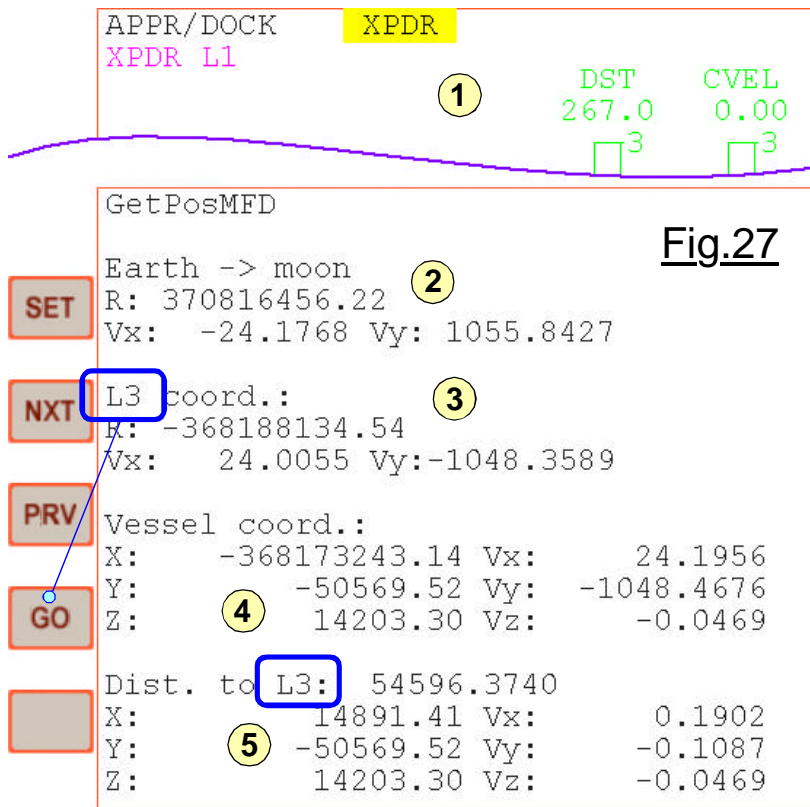 APPR/DOCK XPDR
XPDR L1
1
DST CVEL
267.0 0.00
3 3
GetPosMFD
Fig.27
Earth -> moon
2
SET
R: 370816456.22
Vx: -24.1768 Vy: 1055.8427
NXT
L3 coord.:
3
R: -368188134.54
Vx: 24.0055 Vy:-1048.3589
PRV
Vessel coord.:
X: -368173243.14 Vx: 24.1956
Y: -50569.52 Vy: -1048.4676
GO
4
Z: 14203.30 Vz: -0.0469
Dist. to L3: 54596.3740
X: 14891.41 Vx: 0.1902
5
Y: -50569.52 Vy: -0.1087
Z: 14203.30 Vz: -0.0469